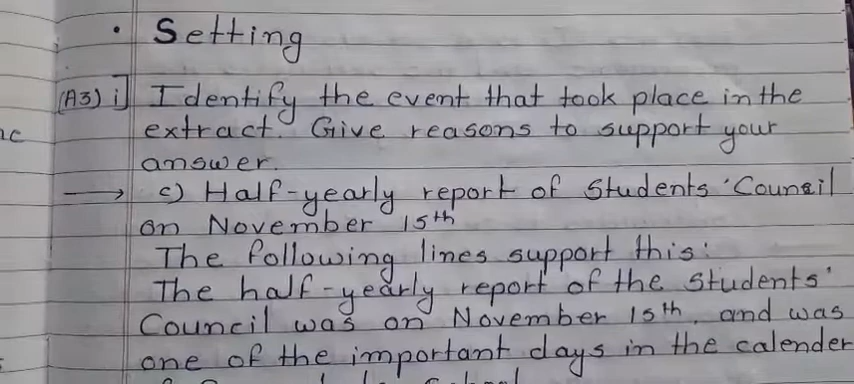 • Setting
(A3) i] Identify the event that took place in the
extract. Give reasons to support your
answer.
→ c) Half-yearly report of Students' Council
on November 15th
The following lines support this:
The half-yearly report of the Students'
Council was on November 15th, and was
one of the important days in the calender